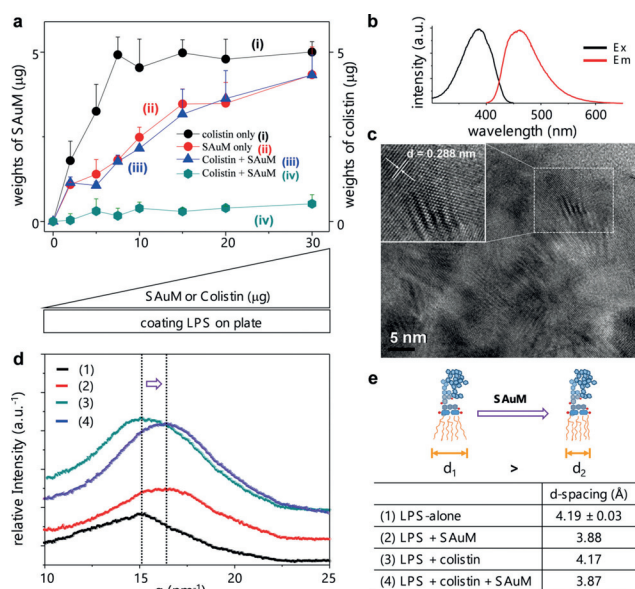 a
weights of SAuM (µg)
5
0
5
0
weights of colistin (µg)
(i)
(ii)
(iii)
colistin only (i)
SAuM only (ii)
Colistin + SAuM (iii)
Colistin + SAuM (iv)
(iv)
0 10 20 30
SAuM or Colistin (µg)
coating LPS on plate
b
intensity (a.u.)
Ex
Em
300 400 500 600
wavelength (nm)
c
d = 0.288 nm
5 nm
d
relative Intensity (a.u.⁻¹)
(1)
(2)
(3)
(4)
10 15 20 25
e
SAuM
d₁ > d₂
d-spacing (Å)
(1) LPS-alone 4.19 ± 0.03
(2) LPS + SAuM 3.88
(3) LPS + colistin 4.17
(4) LPS + colistin + SAuM 3.87